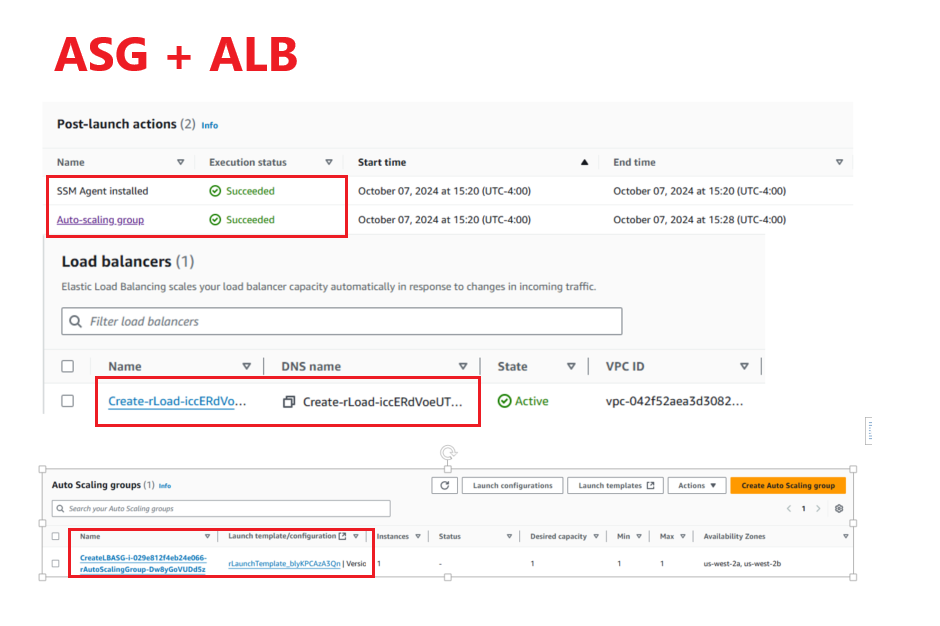 ASG + ALB
Post-launch actions (2) Info
Name Execution status Start time End time
SSM Agent installed Succeeded October 07, 2024 at 15:20 (UTC-4:00) October 07, 2024 at 15:20 (UTC-4:00)
Auto-scaling group Succeeded October 07, 2024 at 15:20 (UTC-4:00) October 07, 2024 at 15:28 (UTC-4:00)
Load balancers (1)
Elastic Load Balancing scales your load balancer capacity automatically in response to changes in incoming traffic.
Filter load balancers
Name DNS name State VPC ID
Create-rLoad-iccERdVo... Create-rLoad-iccERdVoeUT... Active vpc-042f52aea3d3082...
Auto Scaling groups (1) Info Launch configurations Launch templates Actions Create Auto Scaling group
Search your Auto Scaling groups 1
Name Launch template/configuration Instances Status Desired capacity Min Max Availability Zones
CreateLBASG-i-029e812f4eb24e066-
rAutoScalingGroup-Dw8yGoVUDdSz rLaunchTemplate_blyKPCAzA3Qn | Versio 1 - 1 1 1 us-west-2a, us-west-2b